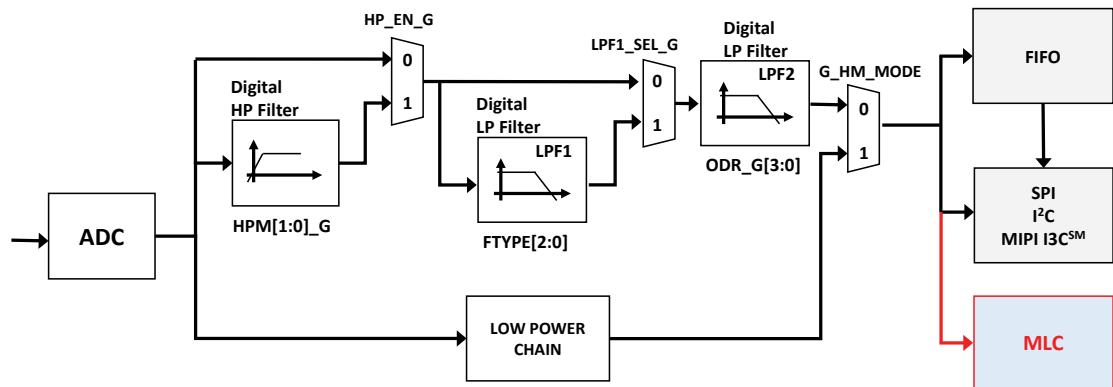 HP_EN_G
0
1
Digital
HP Filter
HPM[1:0]_G
ADC
Digital
LP Filter
LPF1
FTYPE[2:0]
LPF1_SEL_G
0
1
Digital
LP Filter
LPF2
ODR_G[3:0]
G_HM_MODE
0
1
LOW POWER
CHAIN
FIFO
SPI
I²C
MIPI I3Cˢᴹ
MLC